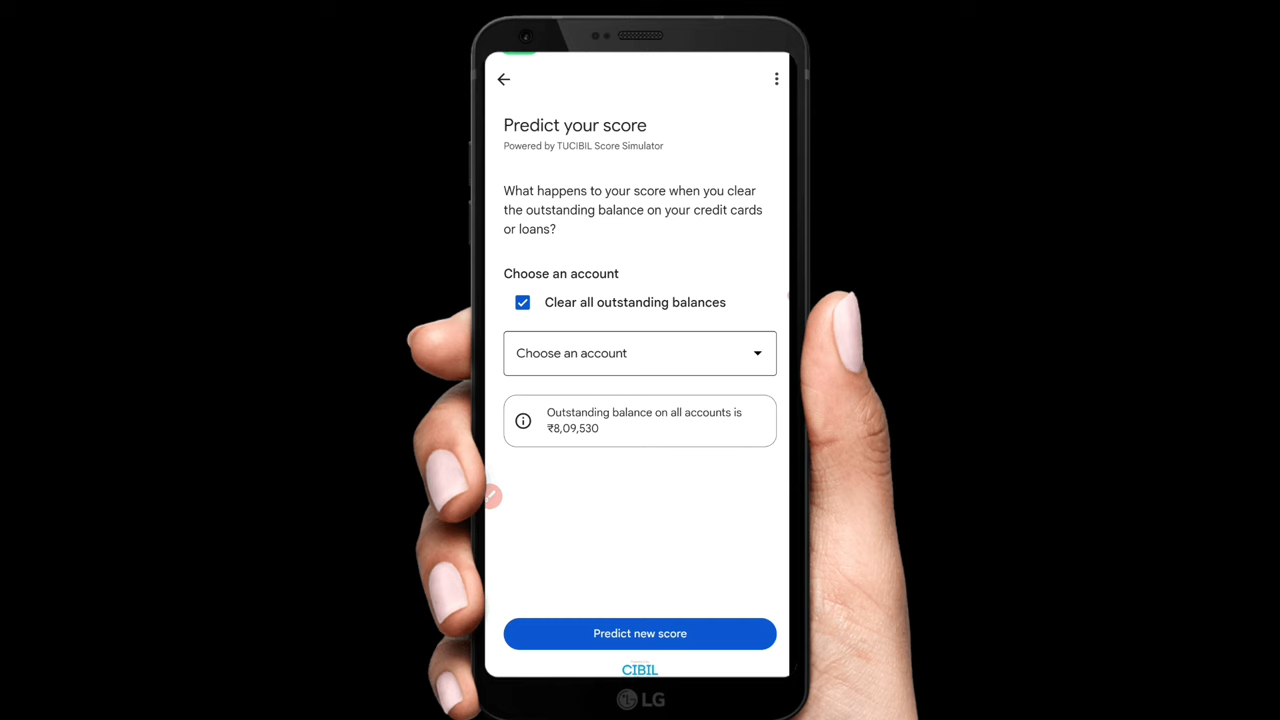 Predict your score
Powered by TUCIBIL Score Simulator
What happens to your score when you clear
the outstanding balance on your credit cards
or loans?
Choose an account
Clear all outstanding balances
Choose an account
Outstanding balance on all accounts is
₹8,09,530
Predict new score
CIBIL
LG